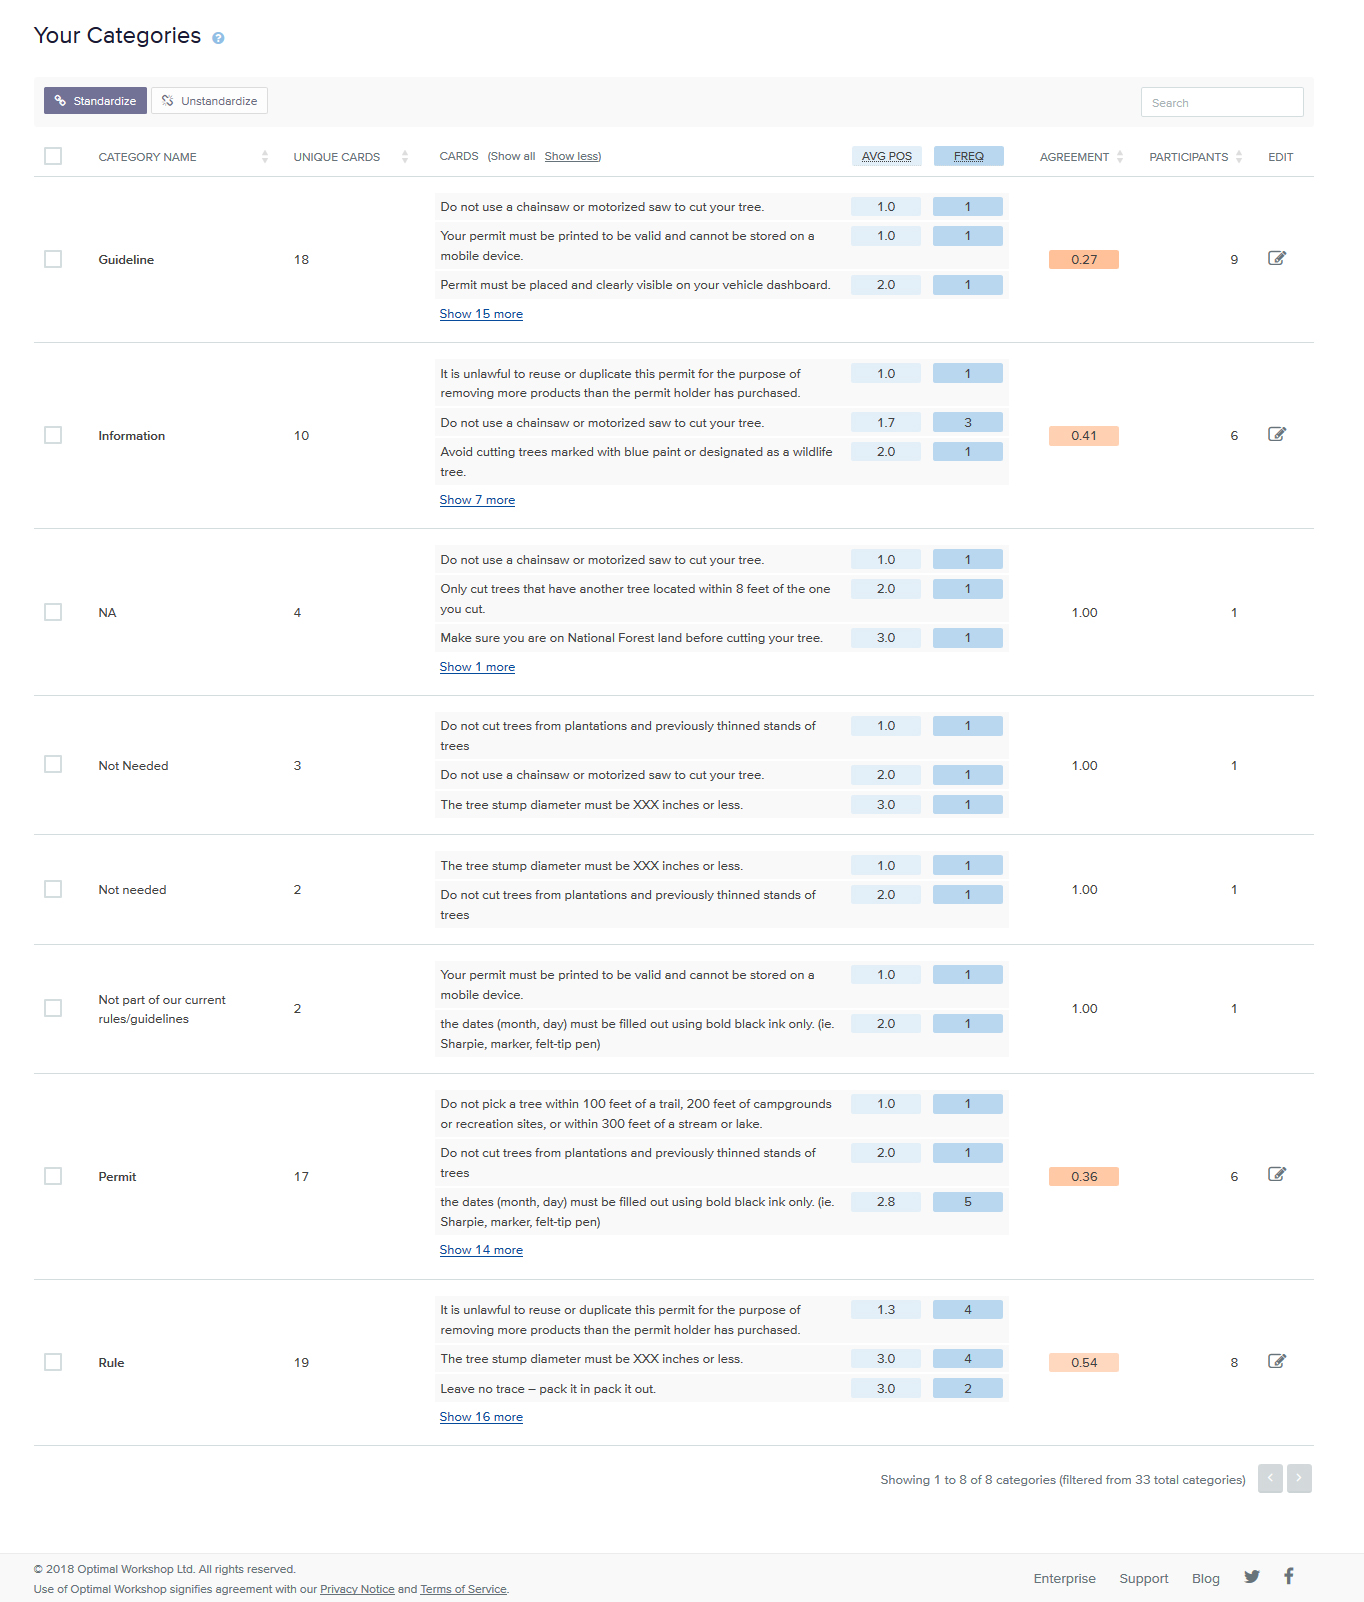 Your Categories ?
Standardize Unstandardize Search
CATEGORY NAME UNIQUE CARDS CARDS (Show all Show less) AVG POS FREQ AGREEMENT PARTICIPANTS EDIT
Do not use a chainsaw or motorized saw to cut your tree. 1.0 1
Your permit must be printed to be valid and cannot be stored on a 1.0 1
mobile device.
Guideline 18 0.27 9
Permit must be placed and clearly visible on your vehicle dashboard. 2.0 1
Show 15 more
It is unlawful to reuse or duplicate this permit for the purpose of 1.0 1
removing more products than the permit holder has purchased.
Do not use a chainsaw or motorized saw to cut your tree. 1.7 3
Information 10 0.41 6
Avoid cutting trees marked with blue paint or designated as a wildlife 2.0 1
tree.
Show 7 more
Do not use a chainsaw or motorized saw to cut your tree. 1.0 1
Only cut trees that have another tree located within 8 feet of the one 2.0 1
you cut.
NA 4 1.00 1
Make sure you are on National Forest land before cutting your tree. 3.0 1
Show 1 more
Do not cut trees from plantations and previously thinned stands of 1.0 1
trees
Not Needed 3 1.00 1
Do not use a chainsaw or motorized saw to cut your tree. 2.0 1
The tree stump diameter must be XXX inches or less. 3.0 1
The tree stump diameter must be XXX inches or less. 1.0 1
Not needed 2 1.00 1
Do not cut trees from plantations and previously thinned stands of 2.0 1
trees
Your permit must be printed to be valid and cannot be stored on a 1.0 1
mobile device.
Not part of our current
rules/guidelines 2 1.00 1
the dates (month, day) must be filled out using bold black ink only. (ie. 2.0 1
Sharpie, marker, felt-tip pen)
Do not pick a tree within 100 feet of a trail, 200 feet of campgrounds 1.0 1
or recreation sites, or within 300 feet of a stream or lake.
Do not cut trees from plantations and previously thinned stands of 2.0 1
trees
Permit 17 0.36 6
the dates (month, day) must be filled out using bold black ink only. (ie. 2.8 5
Sharpie, marker, felt-tip pen)
Show 14 more
It is unlawful to reuse or duplicate this permit for the purpose of 1.3 4
removing more products than the permit holder has purchased.
The tree stump diameter must be XXX inches or less. 3.0 4
Rule 19 0.54 8
Leave no trace – pack it in pack it out. 3.0 2
Show 16 more
Showing 1 to 8 of 8 categories (filtered from 33 total categories)
© 2018 Optimal Workshop Ltd. All rights reserved.
Use of Optimal Workshop signifies agreement with our Privacy Notice and Terms of Service.
Enterprise Support Blog